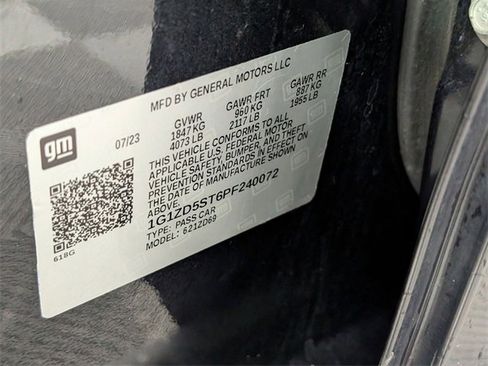 MFD BY GENERAL MOTORS LLC
gm
07/23
GVWR GAWR FRT GAWR RR
1847 KG 960 KG 887 KG
4073 LB 2117 LB 1955 LB
THIS VEHICLE CONFORMS TO ALL
APPLICABLE U.S. FEDERAL MOTOR
VEHICLE SAFETY, BUMPER, AND THEFT
PREVENTION STANDARDS IN EFFECT ON
THE DATE OF MANUFACTURE SHOWN
ABOVE.
1G1ZD5ST6PF240072
TYPE: PASS CAR
MODEL: 621ZD69
618G